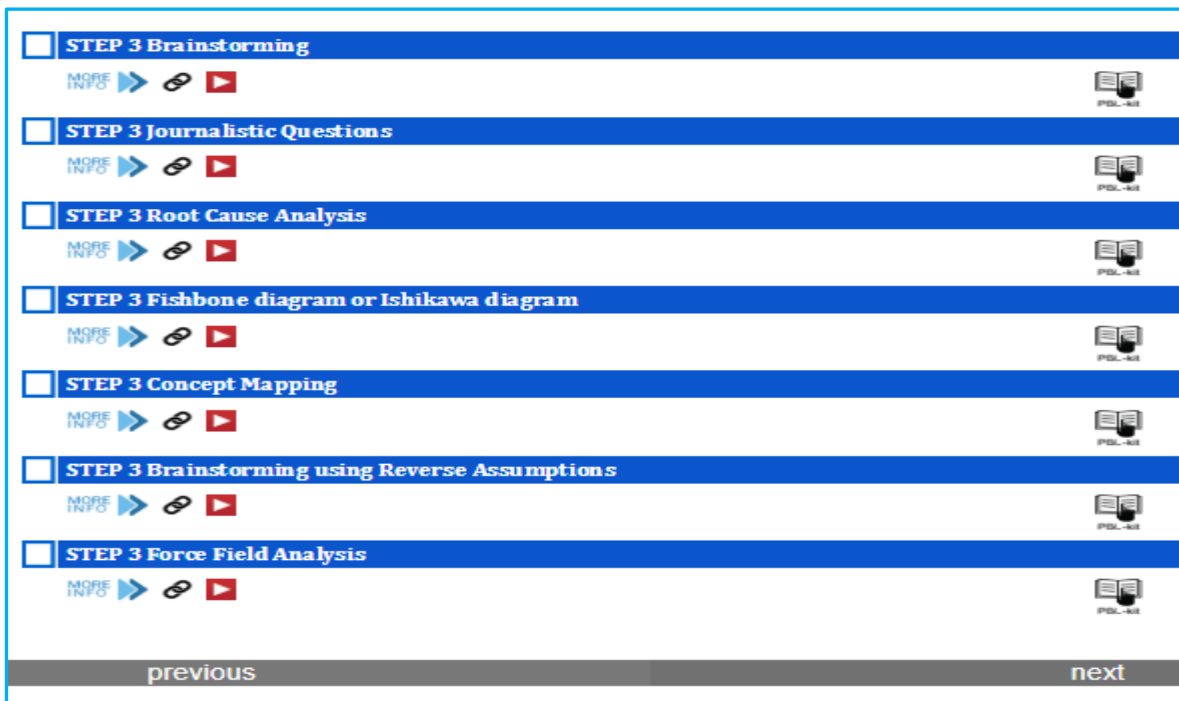 STEP 3 Brainstorming
MORE
INFO
PBL-kit
STEP 3 Journalistic Questions
MORE
INFO
PBL-kit
STEP 3 Root Cause Analysis
MORE
INFO
PBL-kit
STEP 3 Fishbone diagram or Ishikawa diagram
MORE
INFO
PBL-kit
STEP 3 Concept Mapping
MORE
INFO
PBL-kit
STEP 3 Brainstorming using Reverse Assumptions
MORE
INFO
PBL-kit
STEP 3 Force Field Analysis
MORE
INFO
PBL-kit
previous next